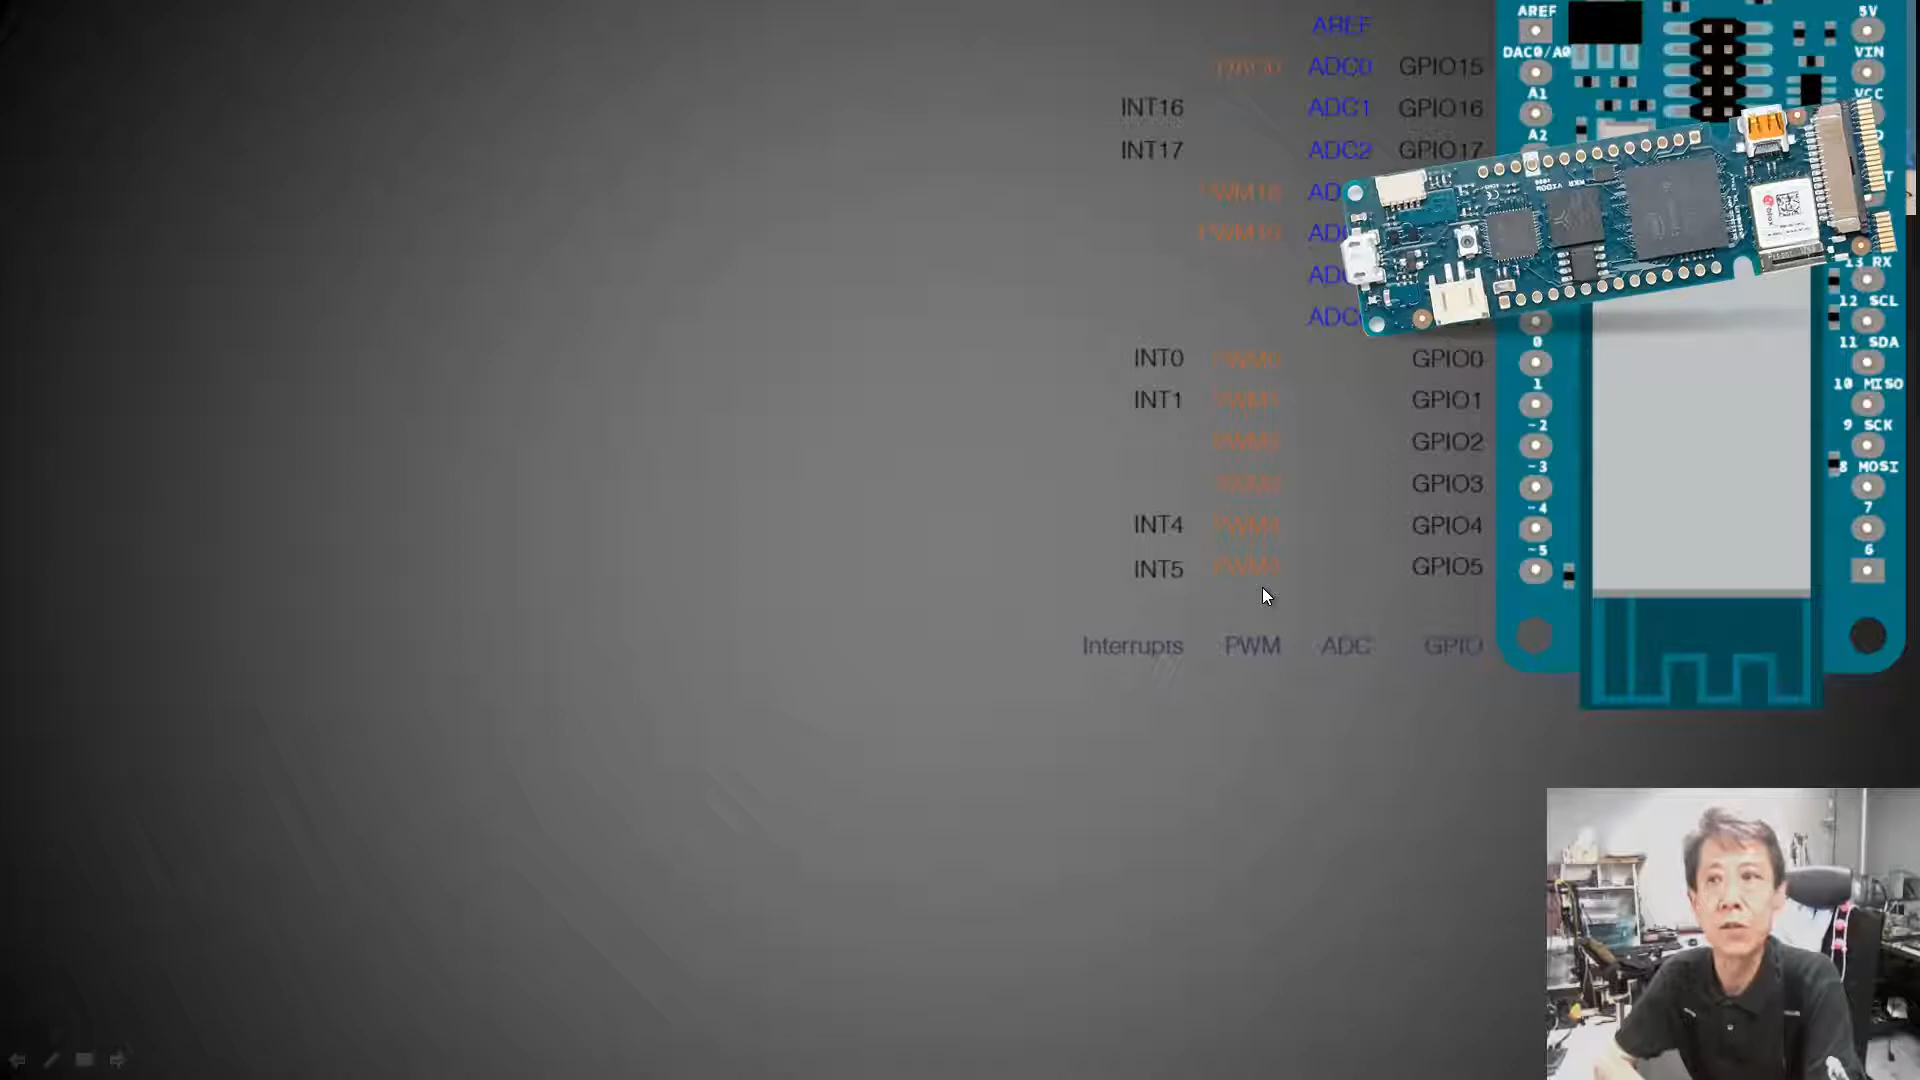 AREF AREF 5V
ADC0 GPIO15 DAC0/A0 VIN
INT16 ADC1 GPIO16 A1 VCC
INT17 ADC2 GPIO17 A2
13 RX
12 SCL
INT0 PWM0 GPIO0 0 11 SDA
INT1 GPIO1 1 10 MISO
GPIO2 ~2 9 SCK
GPIO3 ~3 8 MOSI
INT4 PWM4 GPIO4 ~4 7
INT5 GPIO5 ~5 6
Interrupts PWM ADC GPIO